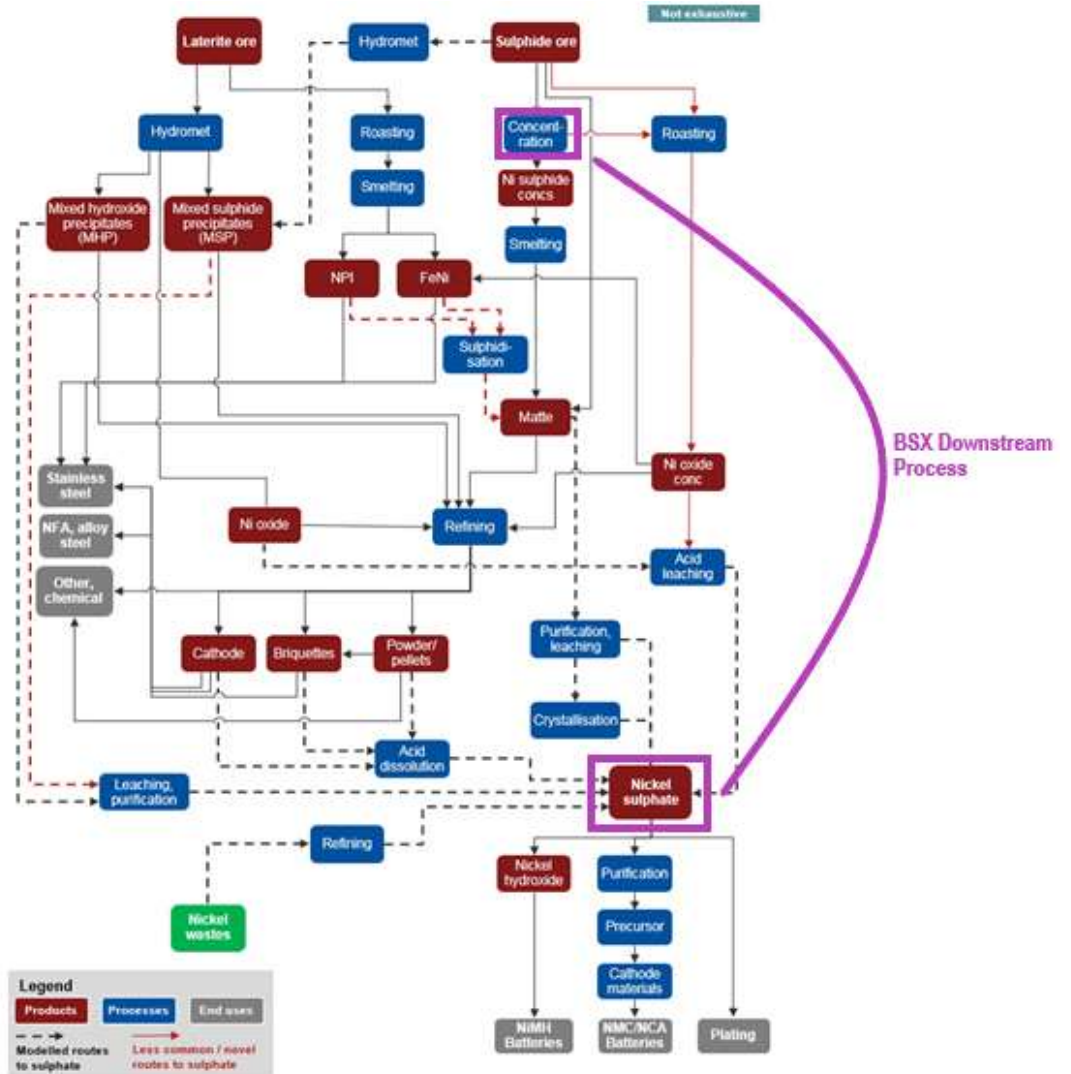 Not exhaustive
Laterite ore
Hydromet
Sulphide ore
Hydromet
Roasting
Concent-
ration
Roasting
Smelting
Ni sulphide
concs
Mixed hydroxide
precipitates
(MHP)
Mixed sulphide
precipitates
(MSP)
Smelting
NPI
FeNi
Sulphidi-
sation
Matte
BSX Downstream
Process
Stainless
steel
Ni oxide
conc
NFA, alloy
steel
Ni oxide
Refining
Other,
chemical
Acid
leaching
Cathode
Briquettes
Powder/
pellets
Purification,
leaching
Crystallisation
Acid
dissolution
Leaching,
purification
Nickel
sulphate
Refining
Nickel
hydroxide
Purification
Nickel
wastes
Precursor
Cathode
materials
NiMH
Batteries
NMC/NCA
Batteries
Plating
Legend
Products
Processes
End uses
Modelled routes
to sulphate
Less common / novel
routes to sulphate